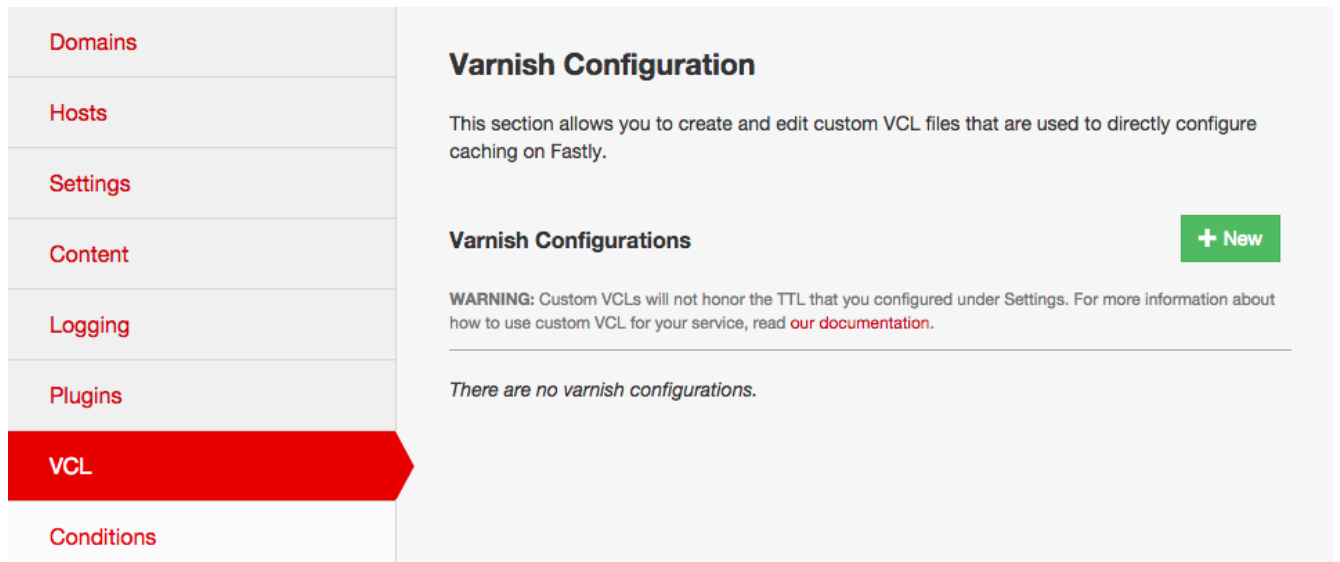 Domains
Hosts
Settings
Content
Logging
Plugins
VCL
Conditions
Varnish Configuration
This section allows you to create and edit custom VCL files that are used to directly configure
caching on Fastly.
Varnish Configurations
+ New
WARNING: Custom VCLs will not honor the TTL that you configured under Settings. For more information about
how to use custom VCL for your service, read our documentation.
There are no varnish configurations.